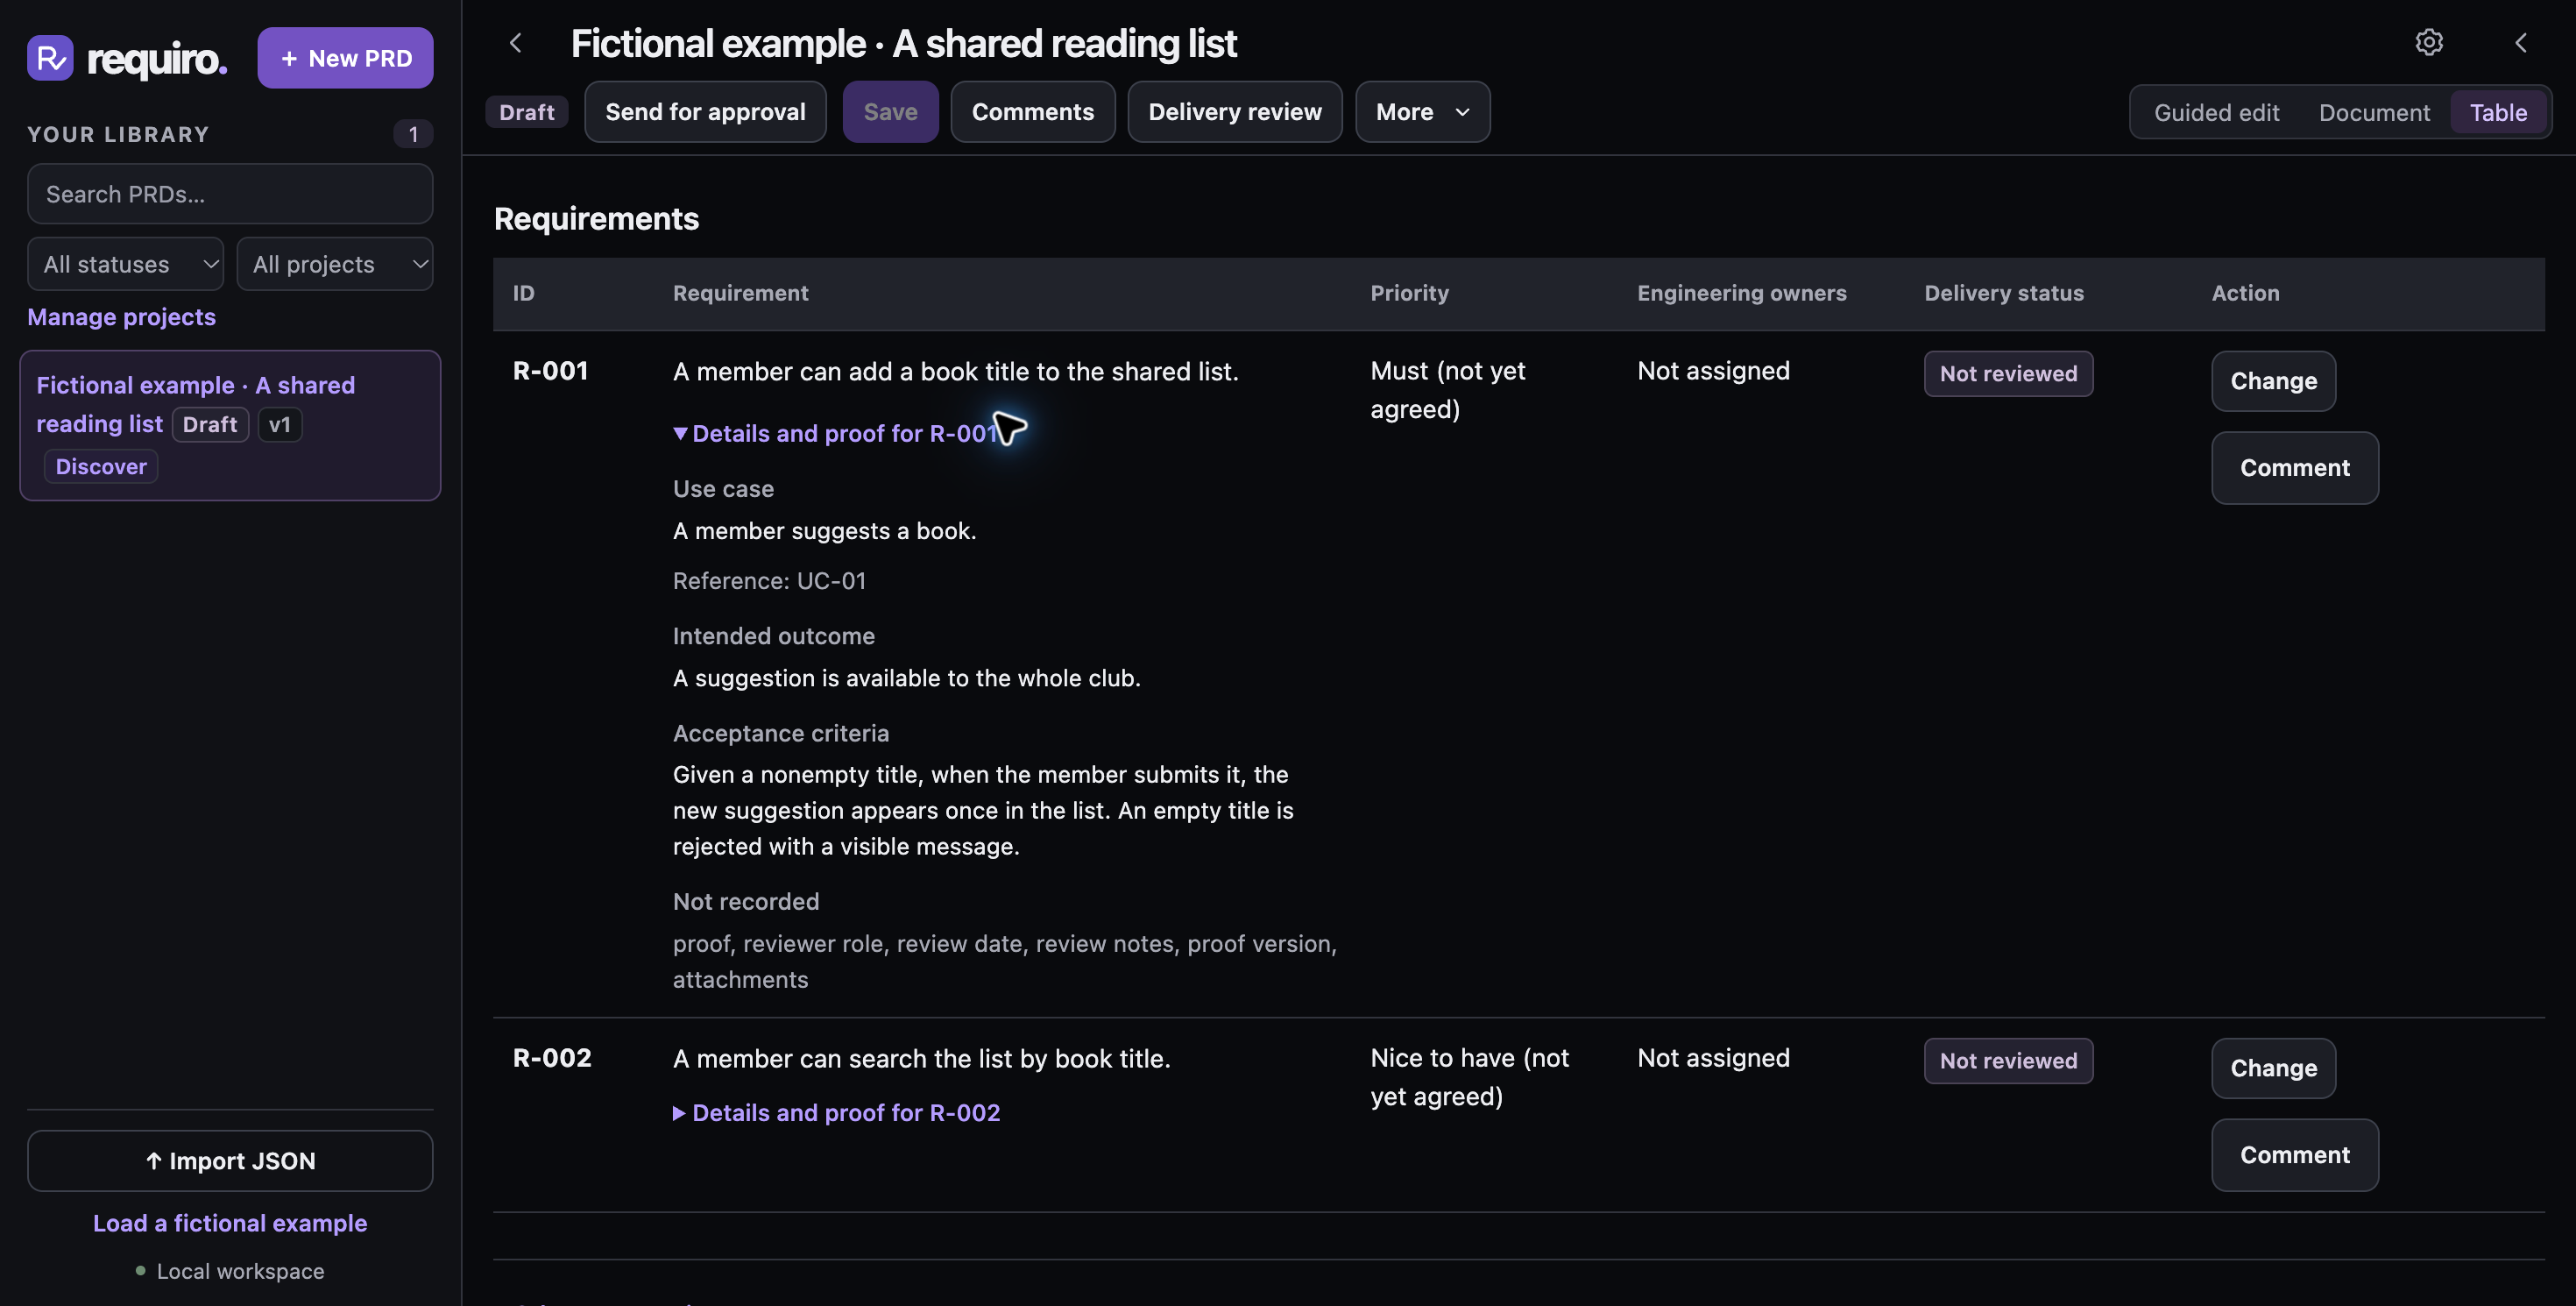 requiro.
+ New PRD
YOUR LIBRARY 1
Search PRDs...
All statuses
All projects
Manage projects
Fictional example · A shared
reading list Draft v1
Discover
↑ Import JSON
Load a fictional example
Local workspace
Fictional example · A shared reading list
Draft
Send for approval
Save
Comments
Delivery review
More
Guided edit
Document
Table
Requirements
ID Requirement Priority Engineering owners Delivery status Action
R-001
A member can add a book title to the shared list.
Details and proof for R-001
Use case
A member suggests a book.
Reference: UC-01
Intended outcome
A suggestion is available to the whole club.
Acceptance criteria
Given a nonempty title, when the member submits it, the
new suggestion appears once in the list. An empty title is
rejected with a visible message.
Not recorded
proof, reviewer role, review date, review notes, proof version,
attachments
Must (not yet
agreed)
Not assigned
Not reviewed
Change
Comment
R-002
A member can search the list by book title.
Details and proof for R-002
Nice to have (not
yet agreed)
Not assigned
Not reviewed
Change
Comment